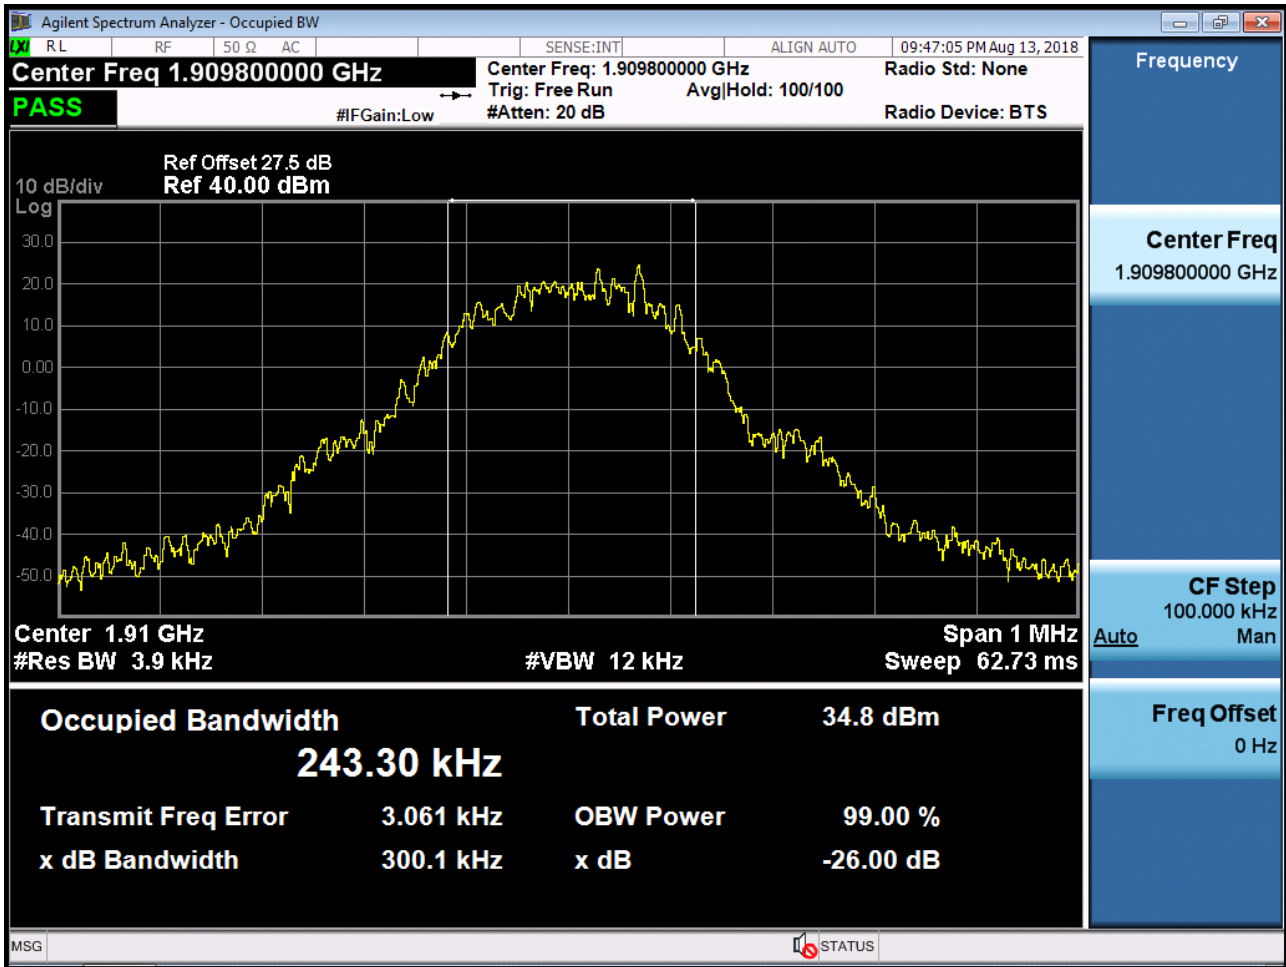 Agilent Spectrum Analyzer - Occupied BW
LXI RL RF 50 Ω AC SENSE:INT ALIGN AUTO 09:47:05 PM Aug 13, 2018
Center Freq 1.909800000 GHz
Center Freq: 1.909800000 GHz
Radio Std: None
Trig: Free Run Avg|Hold: 100/100
PASS
#IFGain:Low
#Atten: 20 dB
Radio Device: BTS
Ref Offset 27.5 dB
10 dB/div Ref 40.00 dBm
Log
30.0
20.0
10.0
0.00
-10.0
-20.0
-30.0
-40.0
-50.0
Center 1.91 GHz Span 1 MHz
#Res BW 3.9 kHz #VBW 12 kHz Sweep 62.73 ms
Occupied Bandwidth Total Power 34.8 dBm
243.30 kHz
Transmit Freq Error 3.061 kHz OBW Power 99.00 %
x dB Bandwidth 300.1 kHz x dB -26.00 dB
MSG STATUS
Frequency
Center Freq
1.909800000 GHz
CF Step
100.000 kHz
Auto Man
Freq Offset
0 Hz